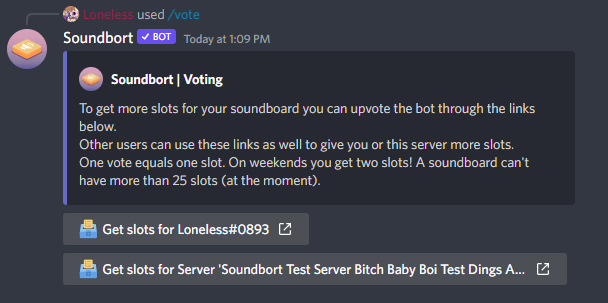 Loneless used /vote
Soundbort ✓ BOT Today at 1:09 PM
Soundbort | Voting
To get more slots for your soundboard you can upvote the bot through the links
below.
Other users can use these links as well to give you or this server more slots.
One vote equals one slot. On weekends you get two slots! A soundboard can't
have more than 25 slots (at the moment).
Get slots for Loneless#0893
Get slots for Server 'Soundbort Test Server Bitch Baby Boi Test Dings A...